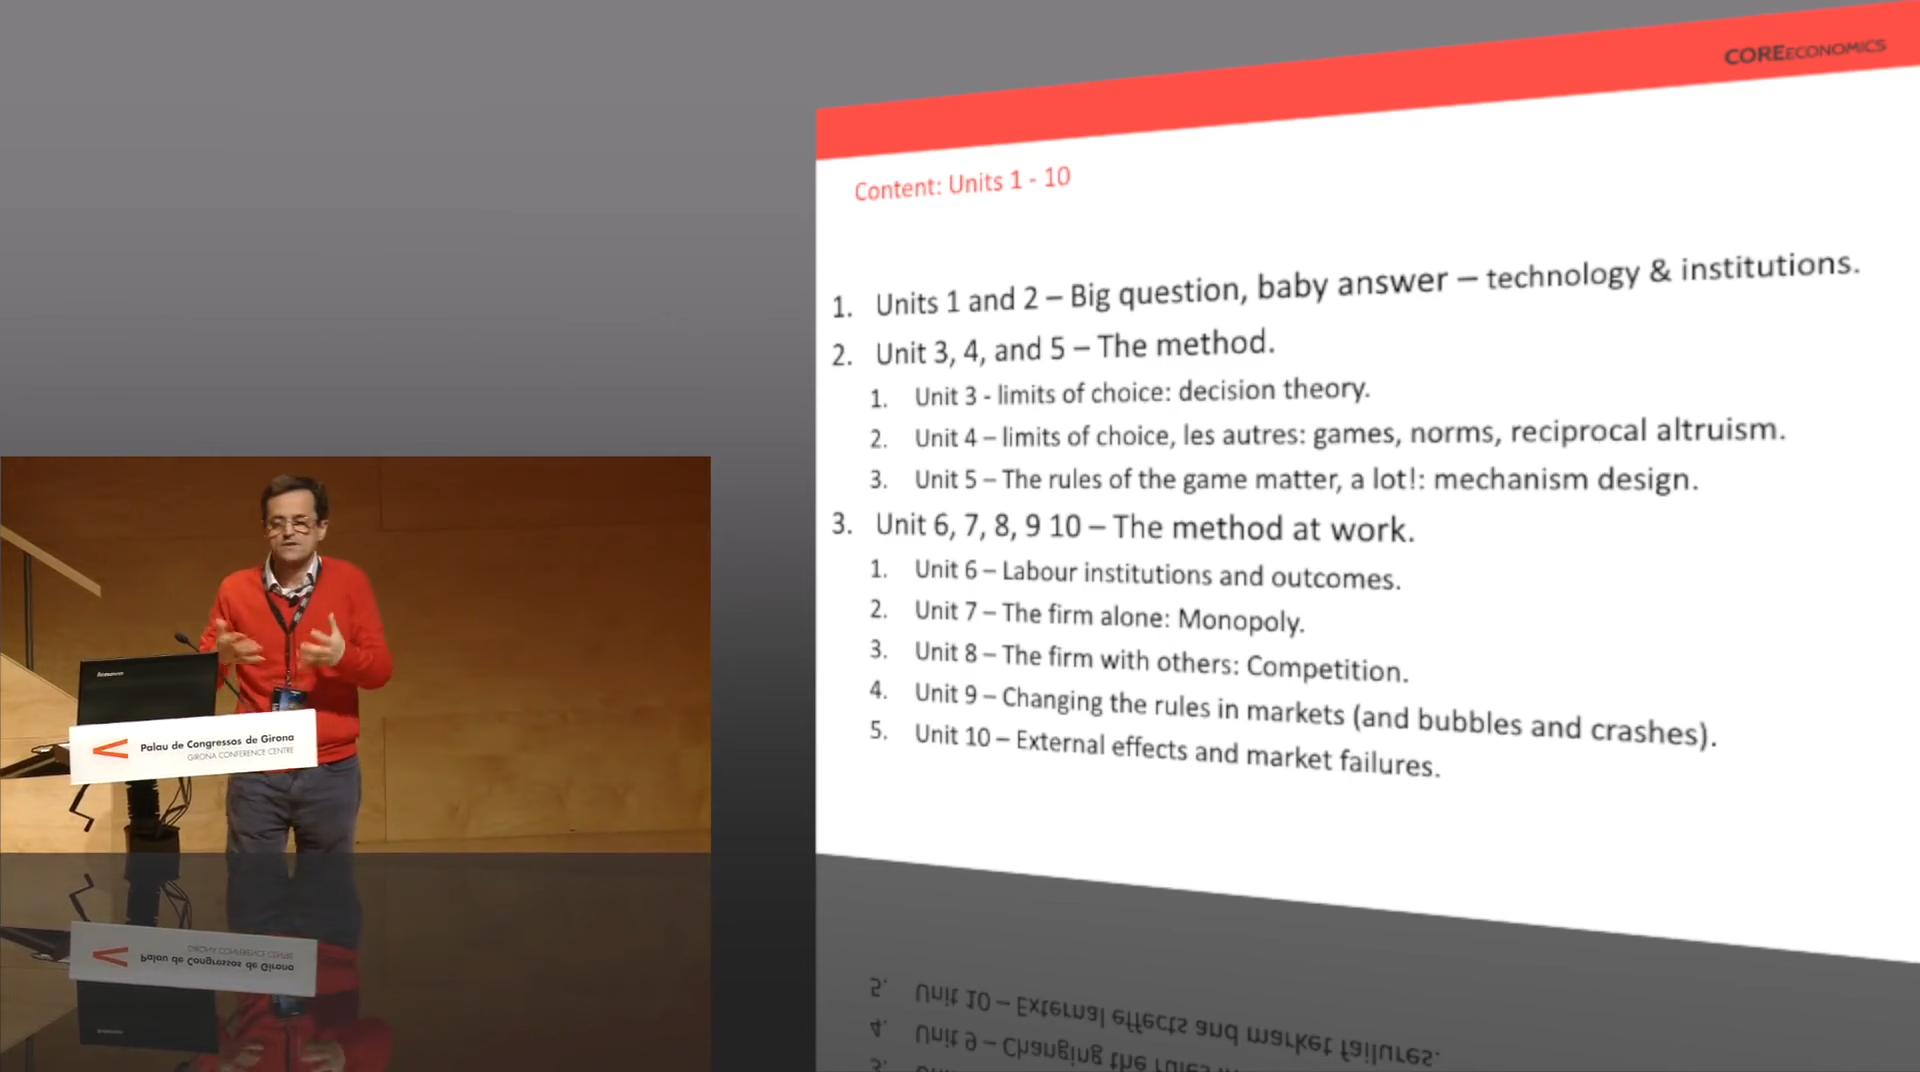 COREECONOMICS
Content: Units 1 - 10
1. Units 1 and 2 – Big question, baby answer – technology & institutions.
2. Unit 3, 4, and 5 – The method.
1. Unit 3 - limits of choice: decision theory.
2. Unit 4 – limits of choice, les autres: games, norms, reciprocal altruism.
3. Unit 5 – The rules of the game matter, a lot!: mechanism design.
3. Unit 6, 7, 8, 9 10 – The method at work.
1. Unit 6 – Labour institutions and outcomes.
2. Unit 7 – The firm alone: Monopoly.
3. Unit 8 – The firm with others: Competition.
4. Unit 9 – Changing the rules in markets (and bubbles and crashes).
5. Unit 10 – External effects and market failures.
lenovo
Palau de Congressos de Girona
GIRONA CONFERENCE CENTRE